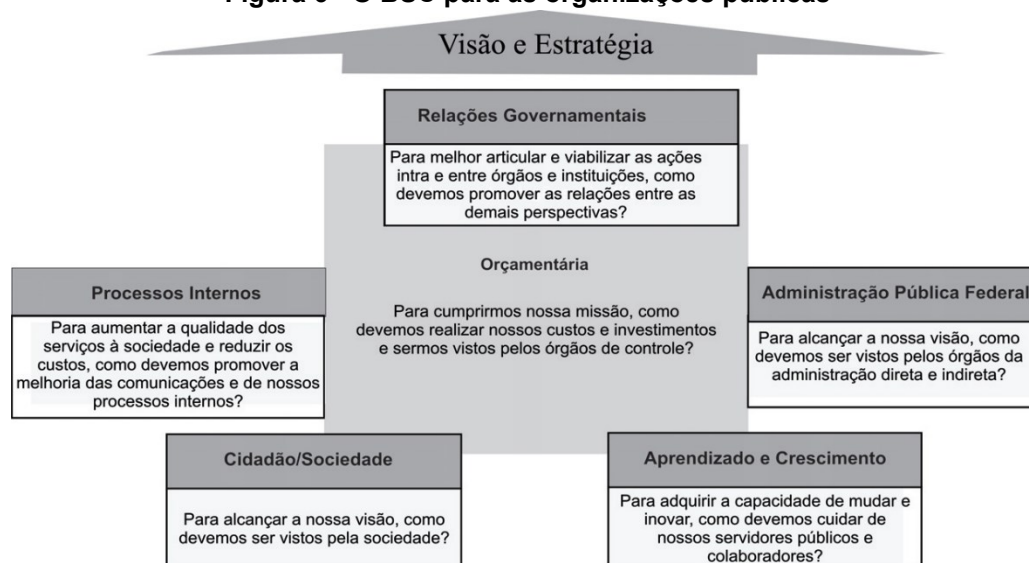 Visão e Estratégia
Relações Governamentais
Para melhor articular e viabilizar as ações
intra e entre órgãos e instituições, como
devemos promover as relações entre as
demais perspectivas?
Orçamentária
Para cumprirmos nossa missão, como
devemos realizar nossos custos e investimentos
e sermos vistos pelos órgãos de controle?
Processos Internos
Para aumentar a qualidade dos
serviços à sociedade e reduzir os
custos, como devemos promover a
melhoria das comunicações e de nossos
processos internos?
Administração Pública Federal
Para alcançar a nossa visão, como
devemos ser vistos pelos órgãos da
administração direta e indireta?
Cidadão/Sociedade
Para alcançar a nossa visão, como
devemos ser vistos pela sociedade?
Aprendizado e Crescimento
Para adquirir a capacidade de mudar e
inovar, como devemos cuidar de
nossos servidores públicos e
colaboradores?